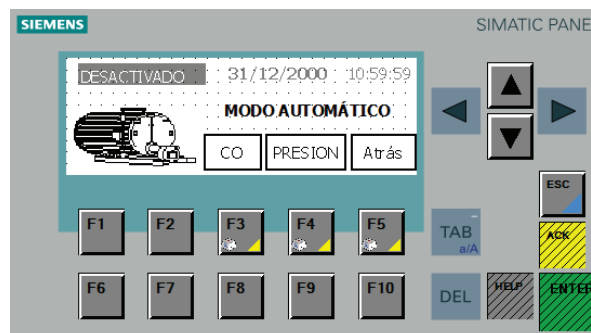 SIEMENS SIMATIC PANE
DESACTIVADO 31/12/2000 10:59:59
MODO AUTOMÁTICO
CO PRESION Atrás
ESC
F1 F2 F3 F4 F5 TAB a/A ACK
F6 F7 F8 F9 F10 DEL HELP ENTER